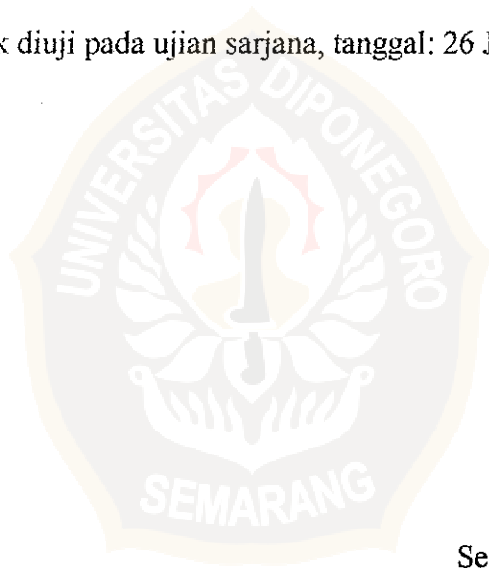 k diuji pada ujian sarjana, tanggal: 26 J
UNIVERSITAS DIPONEGORO
SEMARANG
Se